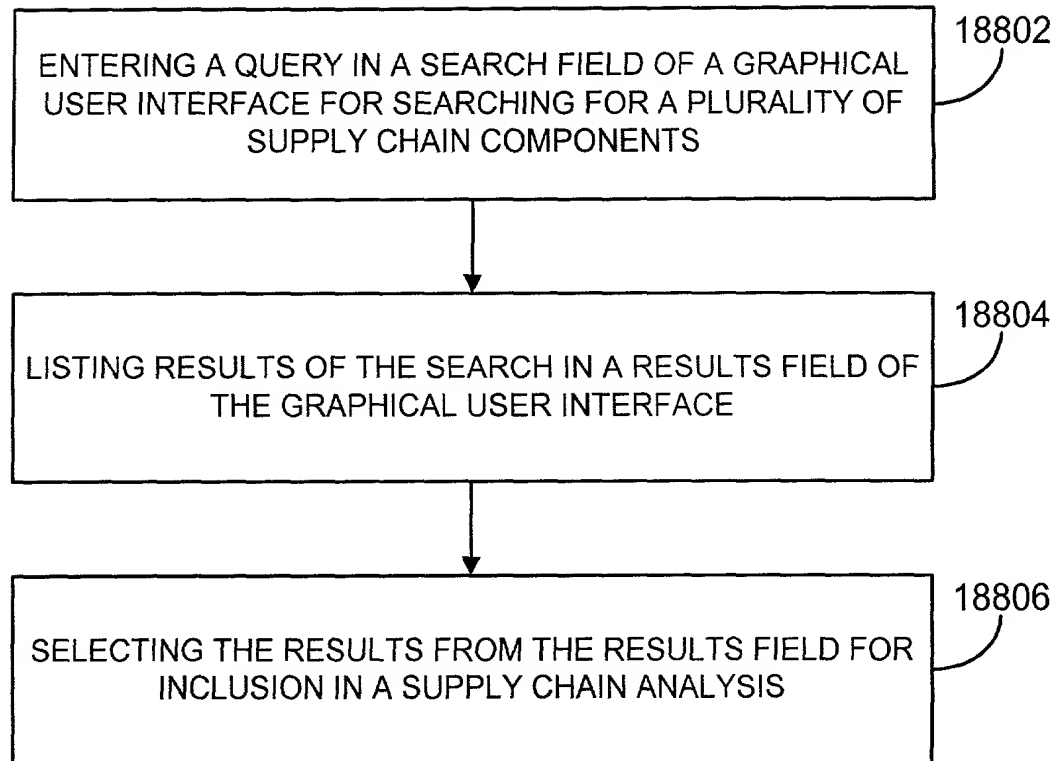 18802
ENTERING A QUERY IN A SEARCH FIELD OF A GRAPHICAL
USER INTERFACE FOR SEARCHING FOR A PLURALITY OF
SUPPLY CHAIN COMPONENTS
18804
LISTING RESULTS OF THE SEARCH IN A RESULTS FIELD OF
THE GRAPHICAL USER INTERFACE
18806
SELECTING THE RESULTS FROM THE RESULTS FIELD FOR
INCLUSION IN A SUPPLY CHAIN ANALYSIS